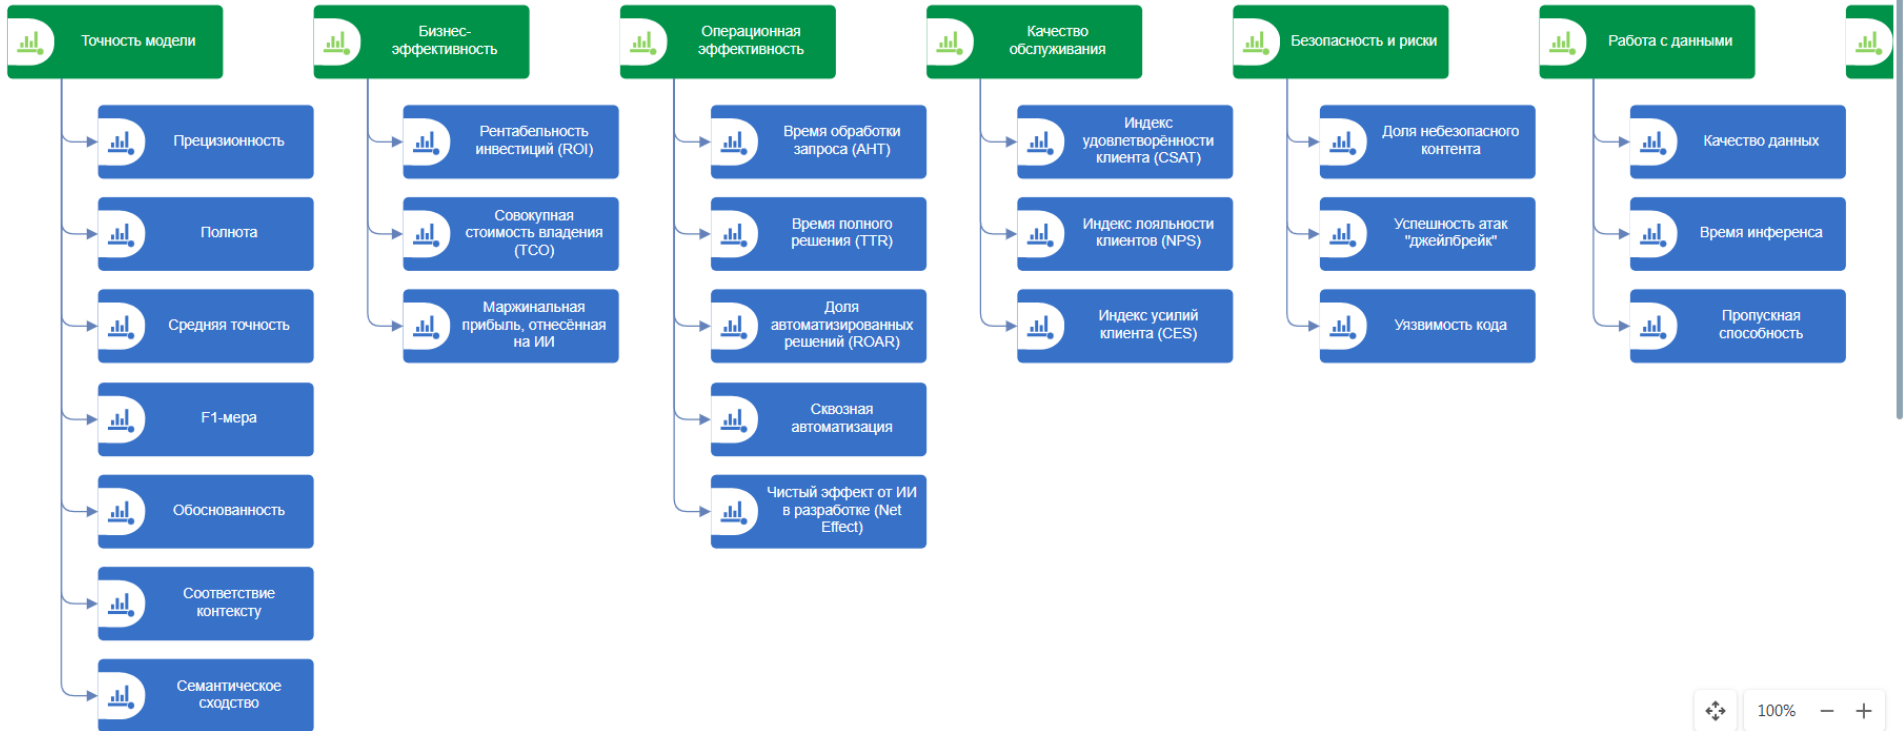 Точность модели
Бизнес-
эффективность
Операционная
эффективность
Качество
обслуживания
Безопасность и риски
Работа с данными
Прецизионность
Полнота
Средняя точность
F1-мера
Обоснованность
Соответствие
контексту
Семантическое
сходство
Рентабельность
инвестиций (ROI)
Совокупная
стоимость владения
(TCO)
Маржинальная
прибыль, отнесённая
на ИИ
Время обработки
запроса (AHT)
Время полного
решения (TTR)
Доля
автоматизированных
решений (ROAR)
Сквозная
автоматизация
Чистый эффект от ИИ
в разработке (Net
Effect)
Индекс
удовлетворённости
клиента (CSAT)
Индекс лояльности
клиентов (NPS)
Индекс усилий
клиента (CES)
Доля небезопасного
контента
Успешность атак
"джейлбрейк"
Уязвимость кода
Качество данных
Время инференса
Пропускная
способность
100%